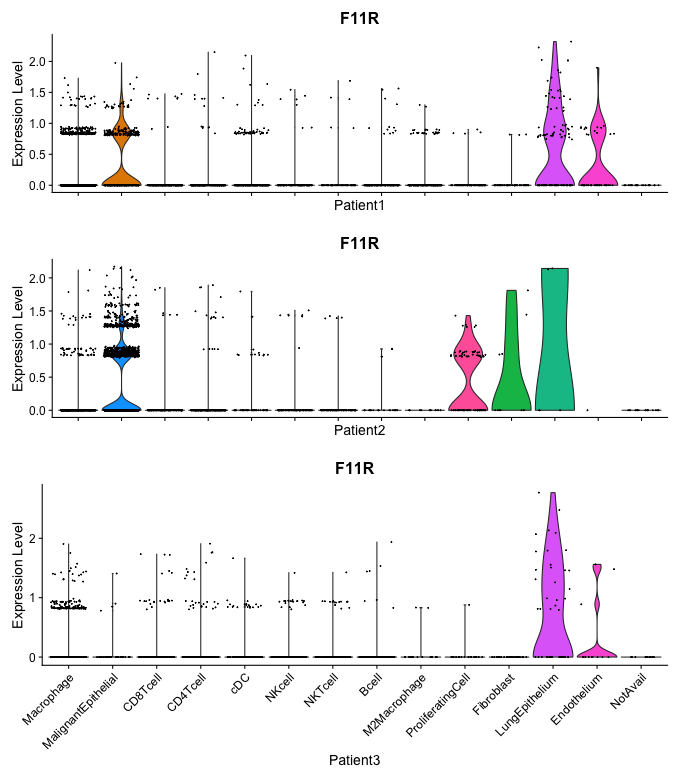 F11R
Expression Level
2.0
1.5
1.0
0.5
0.0
Patient1
F11R
Expression Level
2.0
1.5
1.0
0.5
0.0
Patient2
F11R
Expression Level
2
1
0
Macrophage
MalignantEpithelial
CD8Tcell
CD4Tcell
cDC
NKcell
NKTcell
Bcell
M2Macrophage
ProliferatingCell
Fibroblast
LungEpithelium
Endothelium
NotAvail
Patient3